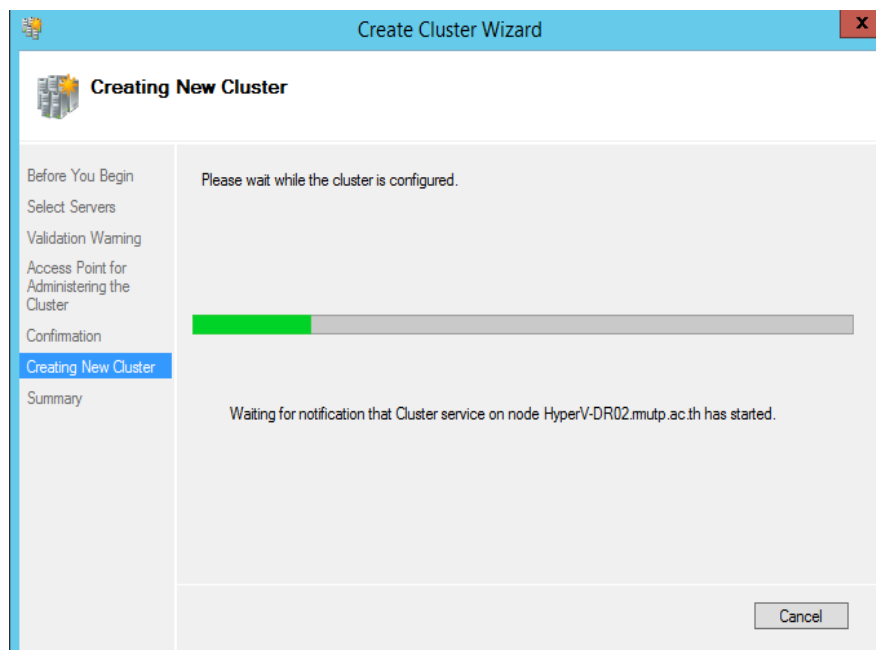 Create Cluster Wizard
x
Creating New Cluster
Before You Begin
Select Servers
Validation Warning
Access Point for
Administering the
Cluster
Confirmation
Creating New Cluster
Summary
Please wait while the cluster is configured.
Waiting for notification that Cluster service on node HyperV-DR02.rmutp.ac.th has started.
Cancel